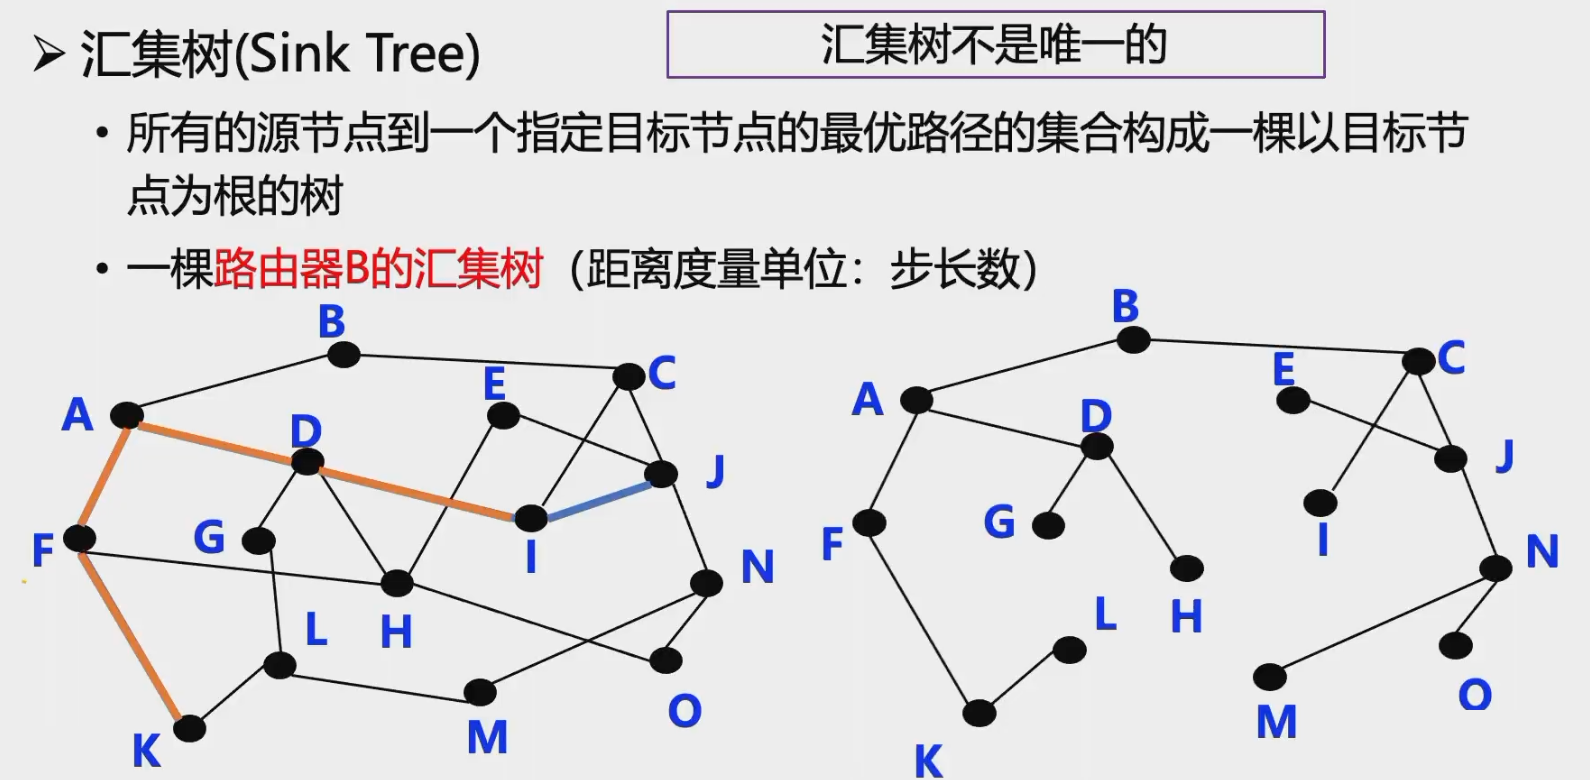 ➢ 汇集树(Sink Tree)
汇集树不是唯一的
• 所有的源节点到一个指定目标节点的最优路径的集合构成一棵以目标节
点为根的树
• 一棵路由器B的汇集树（距离度量单位：步长数）
B
C
E
A
D
J
F
G
I
N
L
H
O
K
M
B
C
E
A
D
J
F
G
I
N
L
H
O
M
K